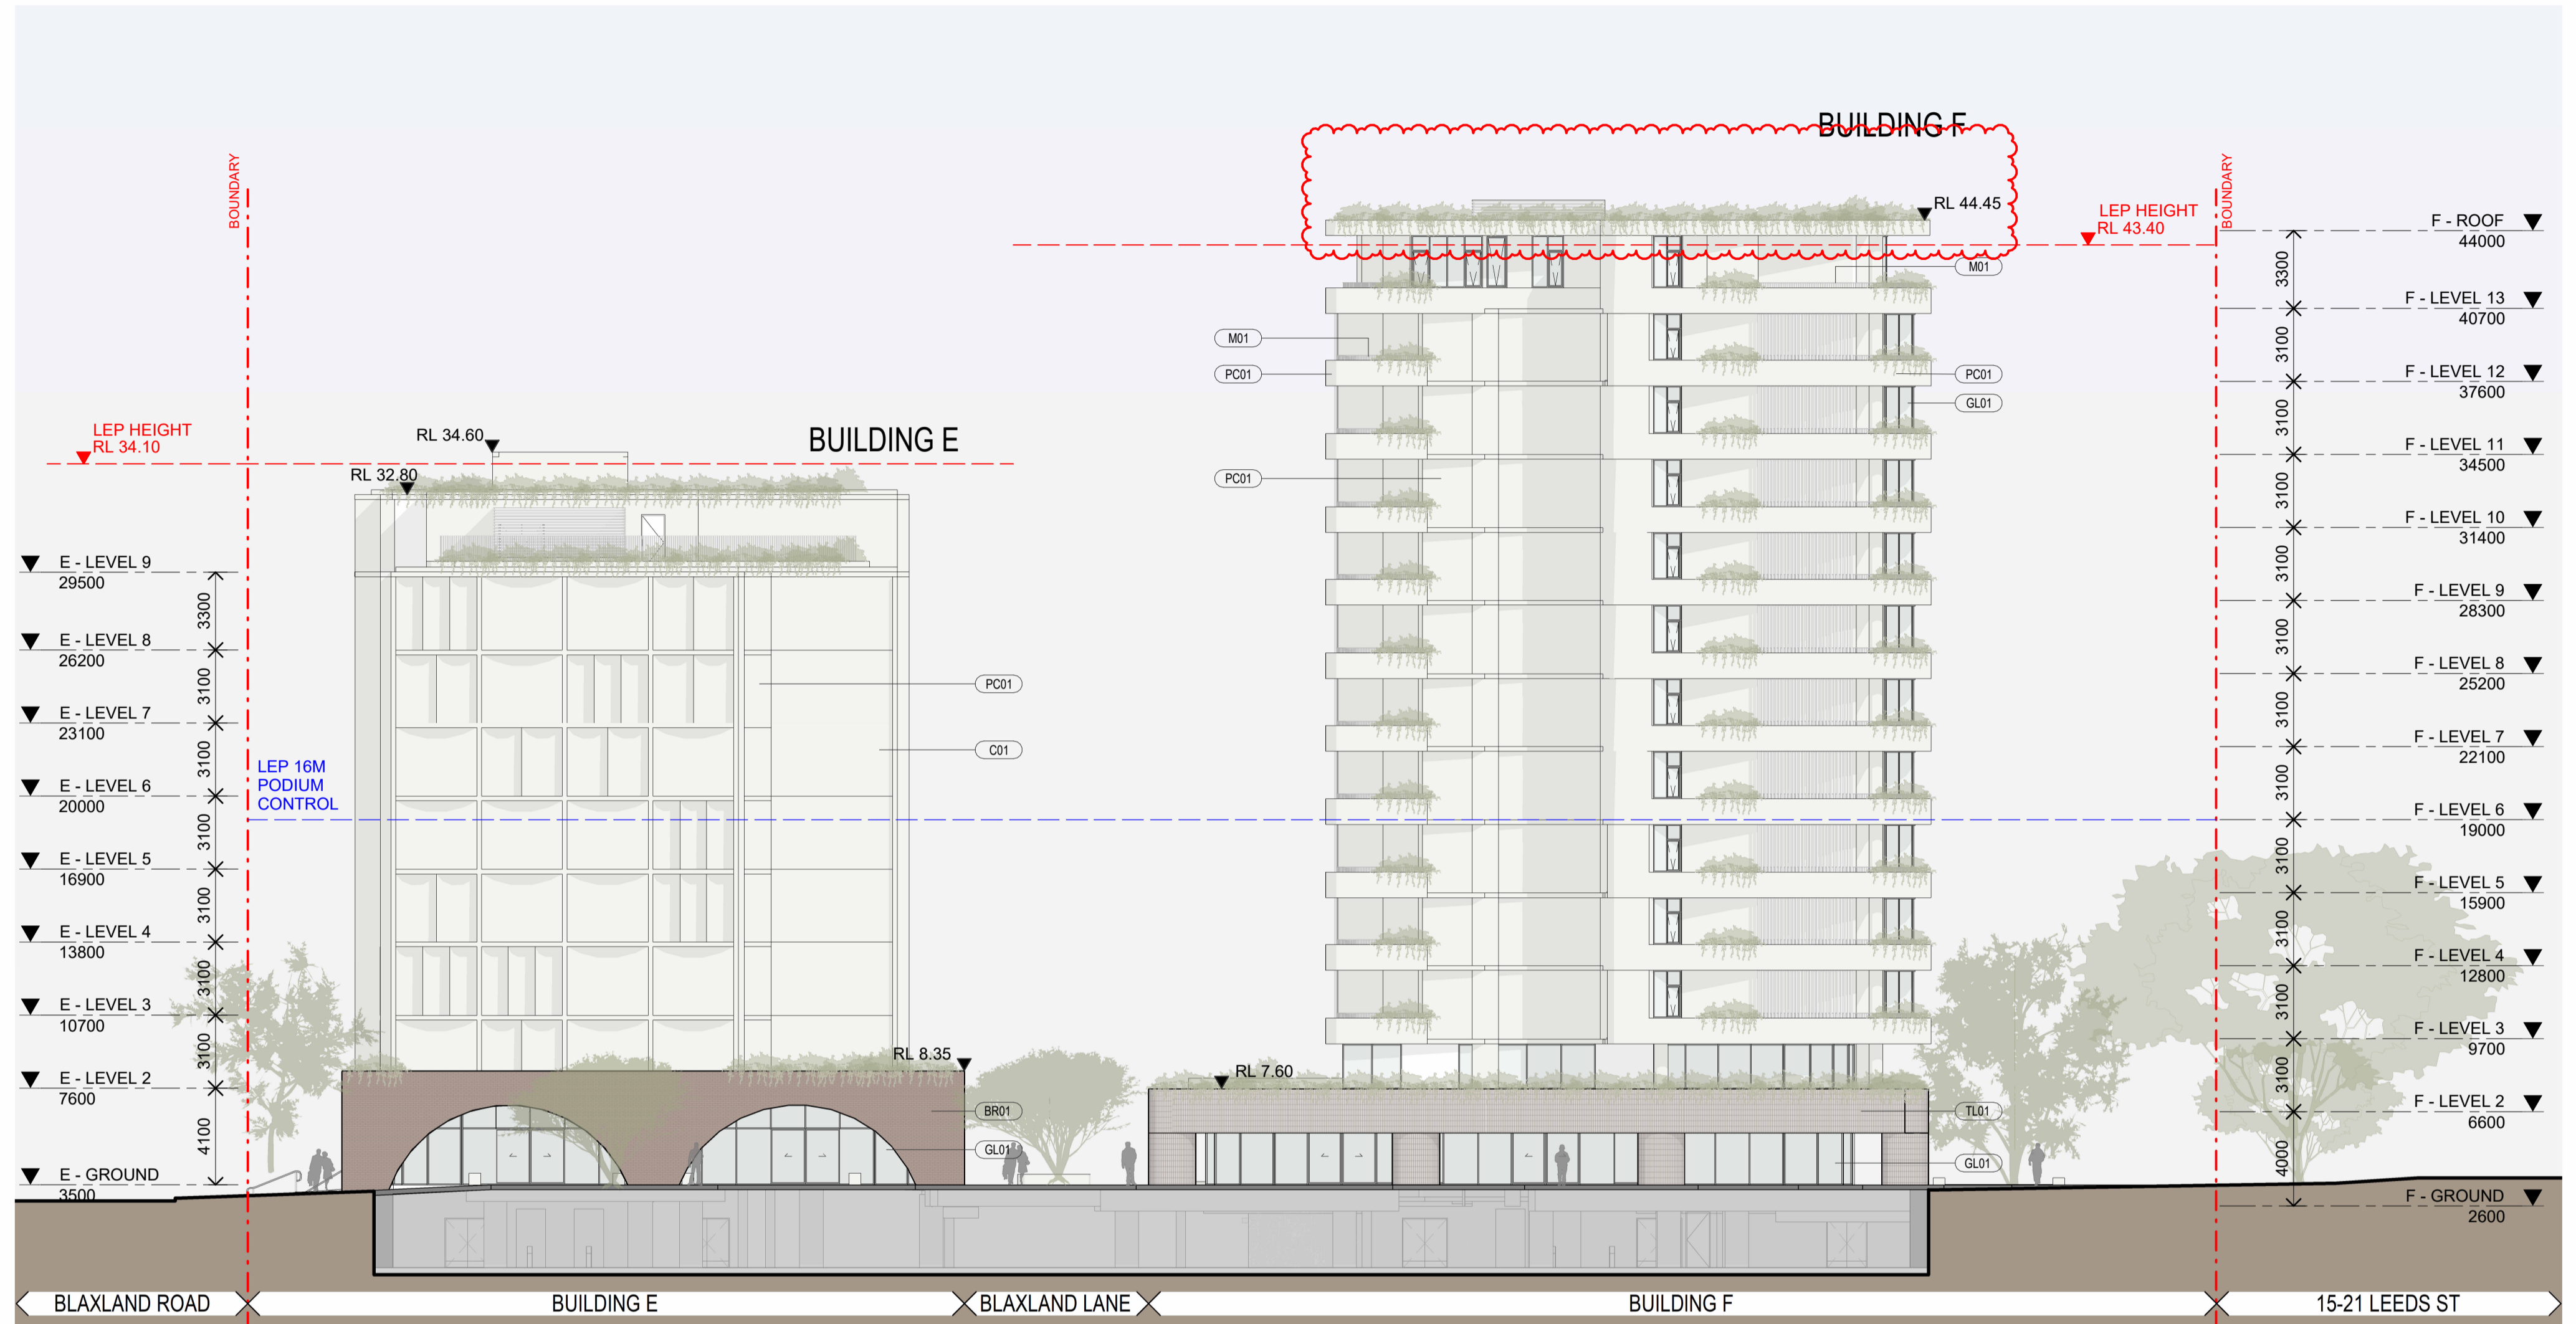 BUILDING F
BOUNDARY
BOUNDARY
RL 44.45
LEP HEIGHT
RL 43.40
F - ROOF
44000
M01
3300
F - LEVEL 13
40700
M01
3100
PC01
PC01
F - LEVEL 12
37600
GL01
3100
LEP HEIGHT
RL 34.10
RL 34.60
BUILDING E
F - LEVEL 11
34500
RL 32.80
PC01
3100
F - LEVEL 10
31400
3100
E - LEVEL 9
29500
F - LEVEL 9
28300
3300
3100
E - LEVEL 8
26200
F - LEVEL 8
25200
3100
PC01
3100
E - LEVEL 7
23100
F - LEVEL 7
22100
3100
C01
3100
LEP 16M
PODIUM
CONTROL
E - LEVEL 6
20000
F - LEVEL 6
19000
3100
3100
E - LEVEL 5
16900
F - LEVEL 5
15900
3100
3100
E - LEVEL 4
13800
F - LEVEL 4
12800
3100
3100
E - LEVEL 3
10700
F - LEVEL 3
9700
3100
RL 8.35
3100
E - LEVEL 2
7600
RL 7.60
F - LEVEL 2
6600
BR01
TL01
4100
GL01
GL01
4000
E - GROUND
3500
F - GROUND
2600
BLAXLAND ROAD
BUILDING E
BLAXLAND LANE
BUILDING F
15-21 LEEDS ST